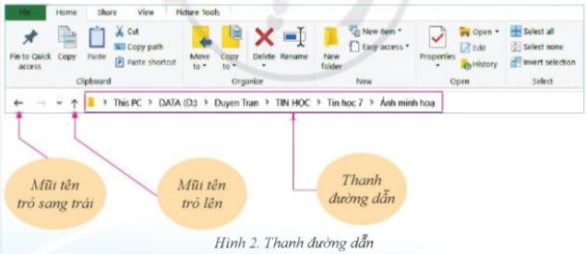 File Home Share View Picture Tools
Pin to Quick access
Copy
Paste
Cut
Copy path
Paste shortcut
Clipboard
Move to
Copy to
Delete
Rename
Organize
New folder
New item
Easy access
New
Properties
Open
Edit
History
Open
Select all
Select none
Invert selection
Select
This PC > DATA (D:) > Duyen Tran > TIN HỌC > Tin học 7 > Ảnh minh hoạ
Mũi tên
trỏ sang trái
Mũi tên
trỏ lên
Thanh
đường dẫn
Hình 2. Thanh đường dẫn